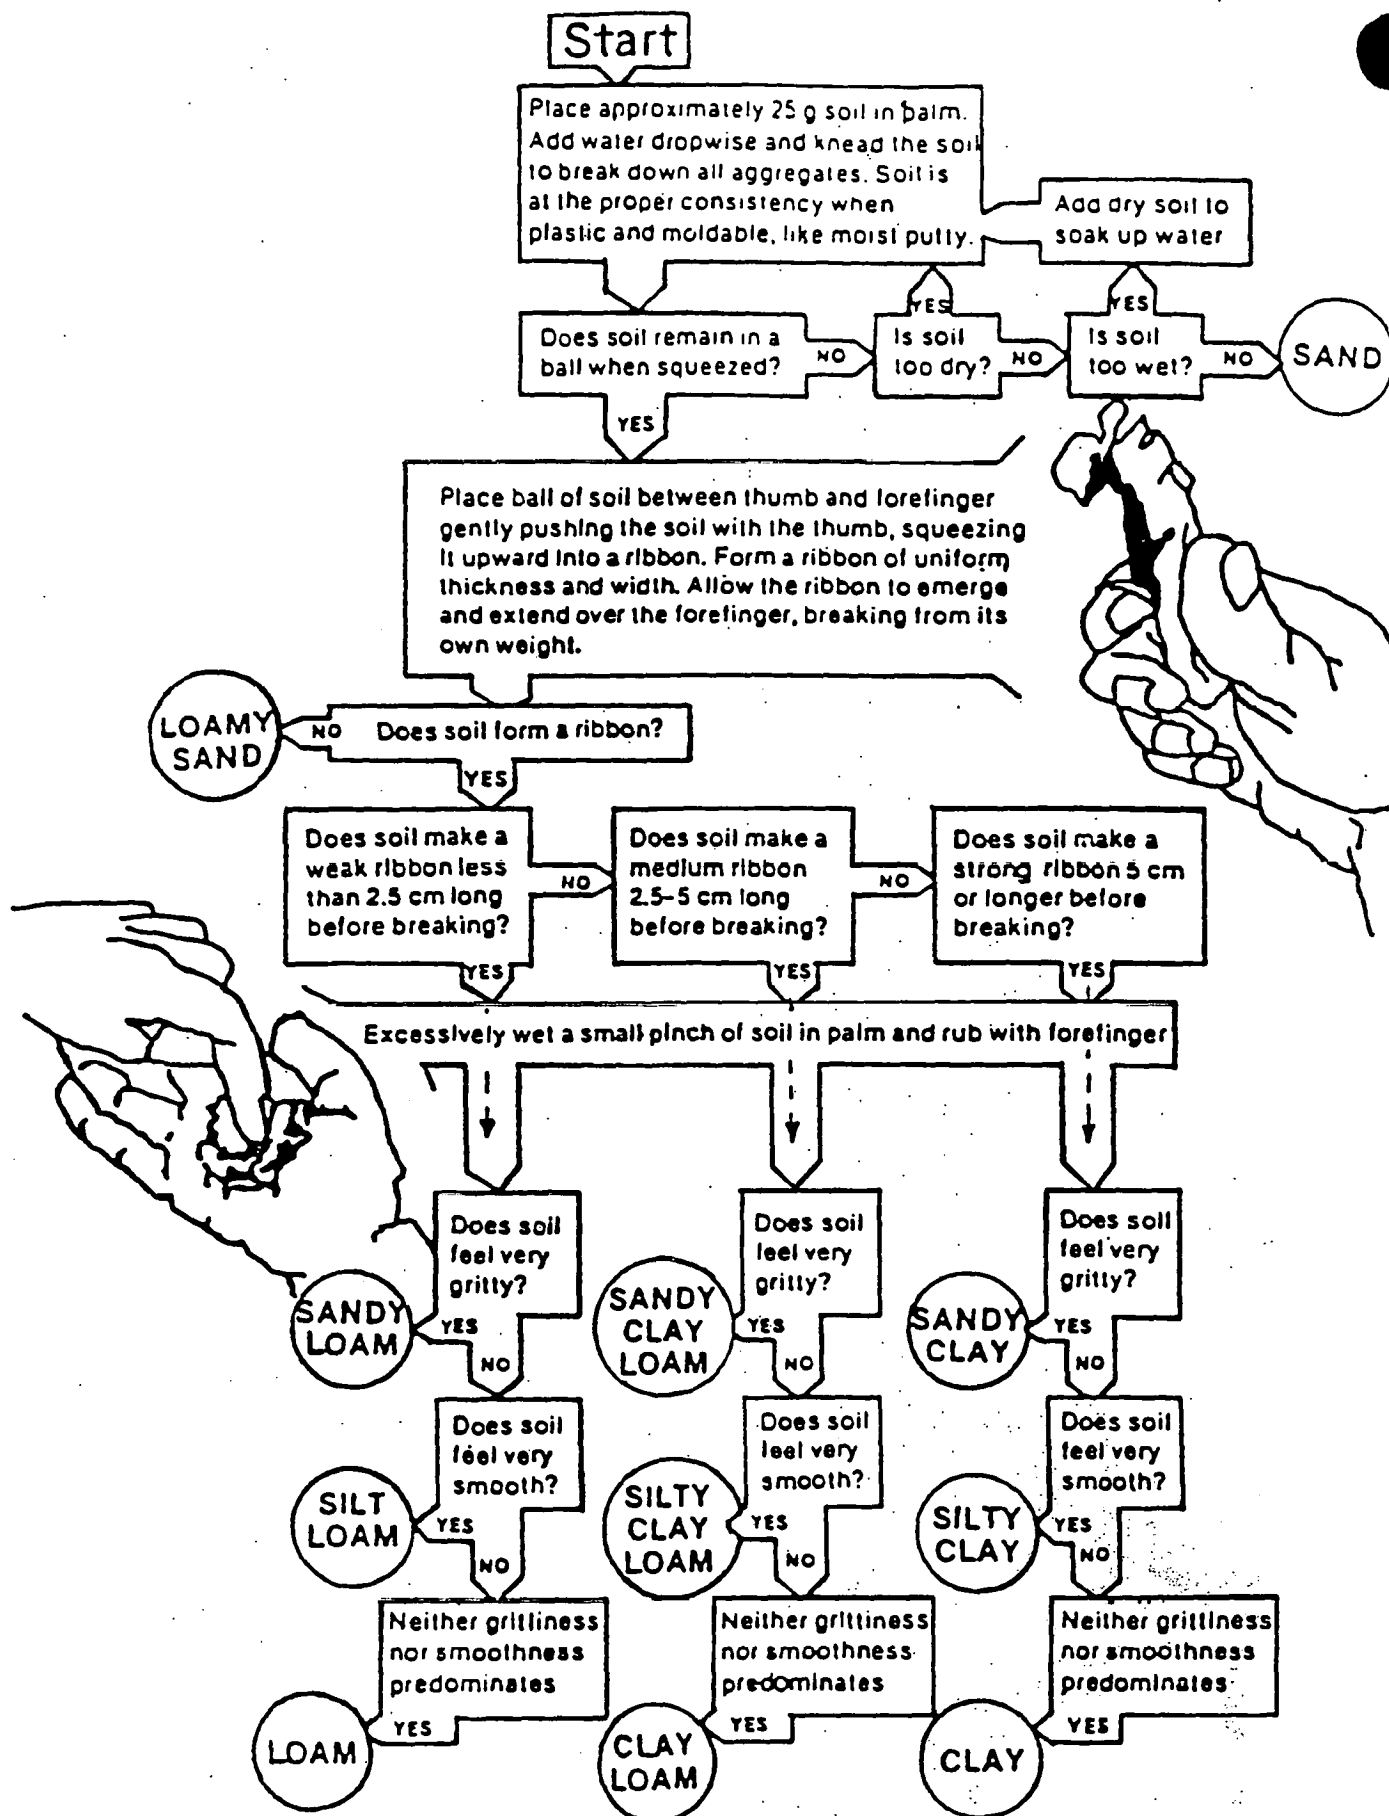 Start
Place approximately 25 g soil in palm.
Add water dropwise and knead the soil
to break down all aggregates. Soil is
at the proper consistency when
plastic and moldable, like moist putty.
Add dry soil to
soak up water
YES
YES
Does soil remain in a
ball when squeezed?
NO
Is soil
too dry?
NO
Is soil
too wet?
NO
SAND
YES
Place ball of soil between thumb and forefinger
gently pushing the soil with the thumb, squeezing
it upward into a ribbon. Form a ribbon of uniform
thickness and width. Allow the ribbon to emerge
and extend over the forefinger, breaking from its
own weight.
LOAMY
SAND
NO
Does soil form a ribbon?
YES
Does soil make a
weak ribbon less
than 2.5 cm long
before breaking?
NO
Does soil make a
medium ribbon
2.5-5 cm long
before breaking?
NO
Does soil make a
strong ribbon 5 cm
or longer before
breaking?
YES
YES
YES
Excessively wet a small pinch of soil in palm and rub with forefinger
Does soil
feel very
gritty?
Does soil
feel very
gritty?
Does soil
feel very
gritty?
SANDY
LOAM
YES
NO
SANDY
CLAY
LOAM
YES
NO
SANDY
CLAY
YES
NO
Does soil
feel very
smooth?
Does soil
feel very
smooth?
Does soil
feel very
smooth?
SILT
LOAM
YES
NO
SILTY
CLAY
LOAM
YES
NO
SILTY
CLAY
YES
NO
Neither grittiness
nor smoothness
predominates
Neither grittiness
nor smoothness
predominates
Neither grittiness
nor smoothness
predominates
LOAM
YES
CLAY
LOAM
YES
CLAY
YES